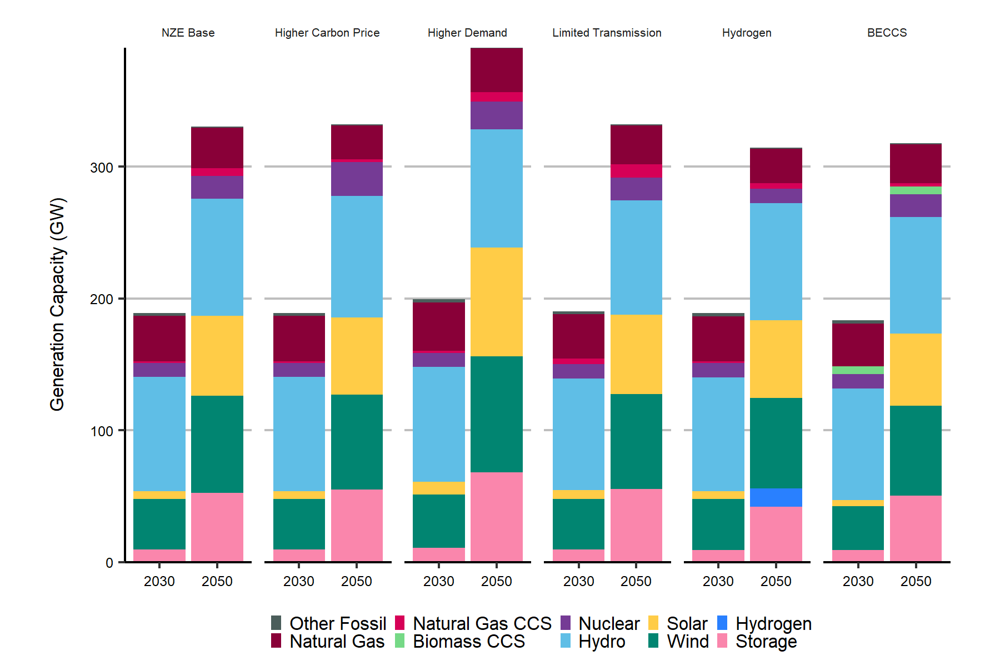 NZE Base Higher Carbon Price Higher Demand Limited Transmission Hydrogen BECCS
Generation Capacity (GW)
300
200
100
0
2030 2050 2030 2050 2030 2050 2030 2050 2030 2050 2030 2050
Other Fossil Natural Gas CCS Nuclear Solar Hydrogen
Natural Gas Biomass CCS Hydro Wind Storage